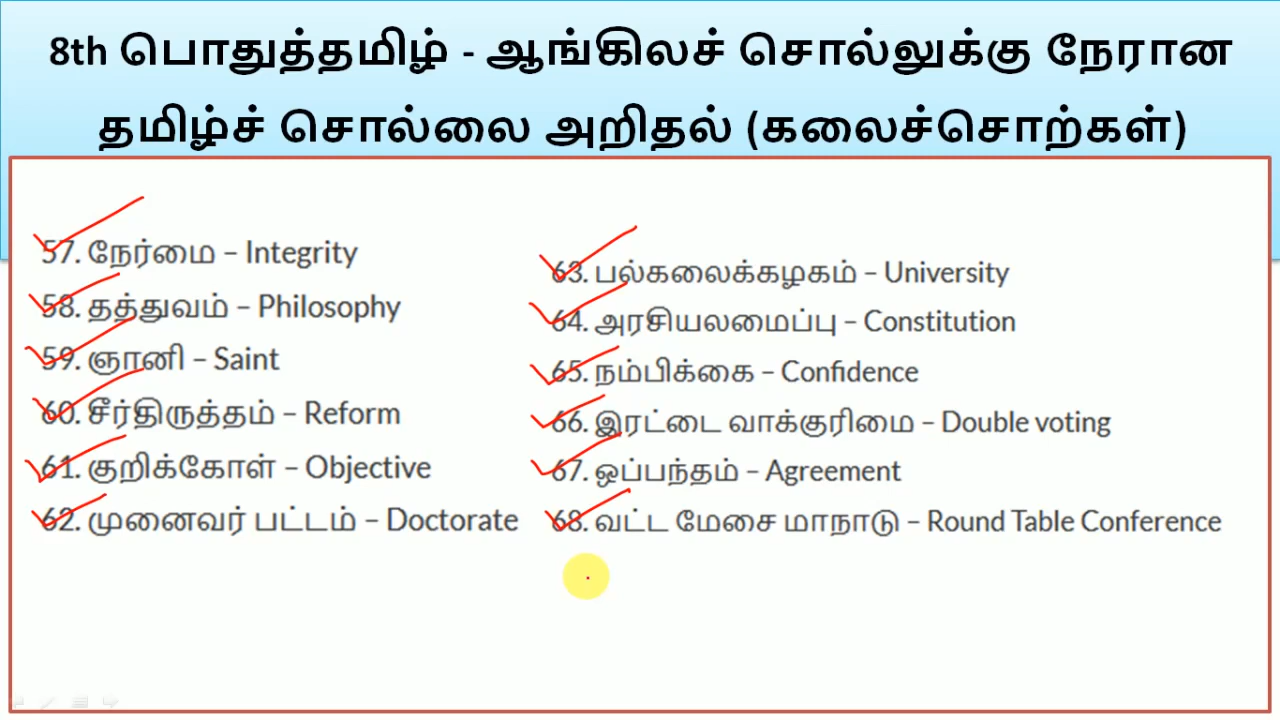 8th பொதுத்தமிழ் - ஆங்கிலச் சொல்லுக்கு நேரான
தமிழ்ச் சொல்லை அறிதல் (கலைச்சொற்கள்)
57. நேர்மை – Integrity
58. தத்துவம் – Philosophy
59. ஞானி – Saint
60. சீர்திருத்தம் – Reform
61. குறிக்கோள் – Objective
62. முனைவர் பட்டம் – Doctorate
63. பல்கலைக்கழகம் – University
64. அரசியலமைப்பு – Constitution
65. நம்பிக்கை – Confidence
66. இரட்டை வாக்குரிமை – Double voting
67. ஒப்பந்தம் – Agreement
68. வட்ட மேசை மாநாடு – Round Table Conference